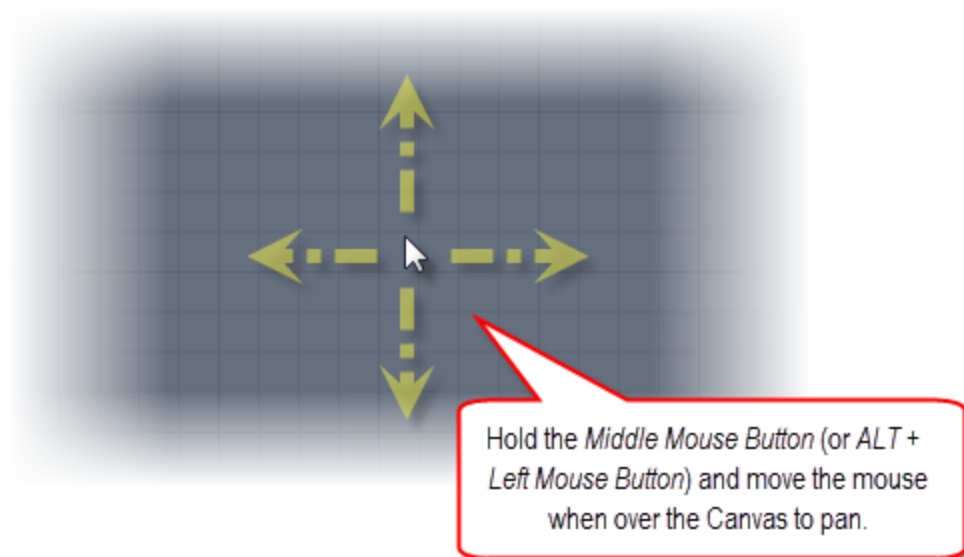 Hold the Middle Mouse Button (or ALT +
Left Mouse Button) and move the mouse
when over the Canvas to pan.